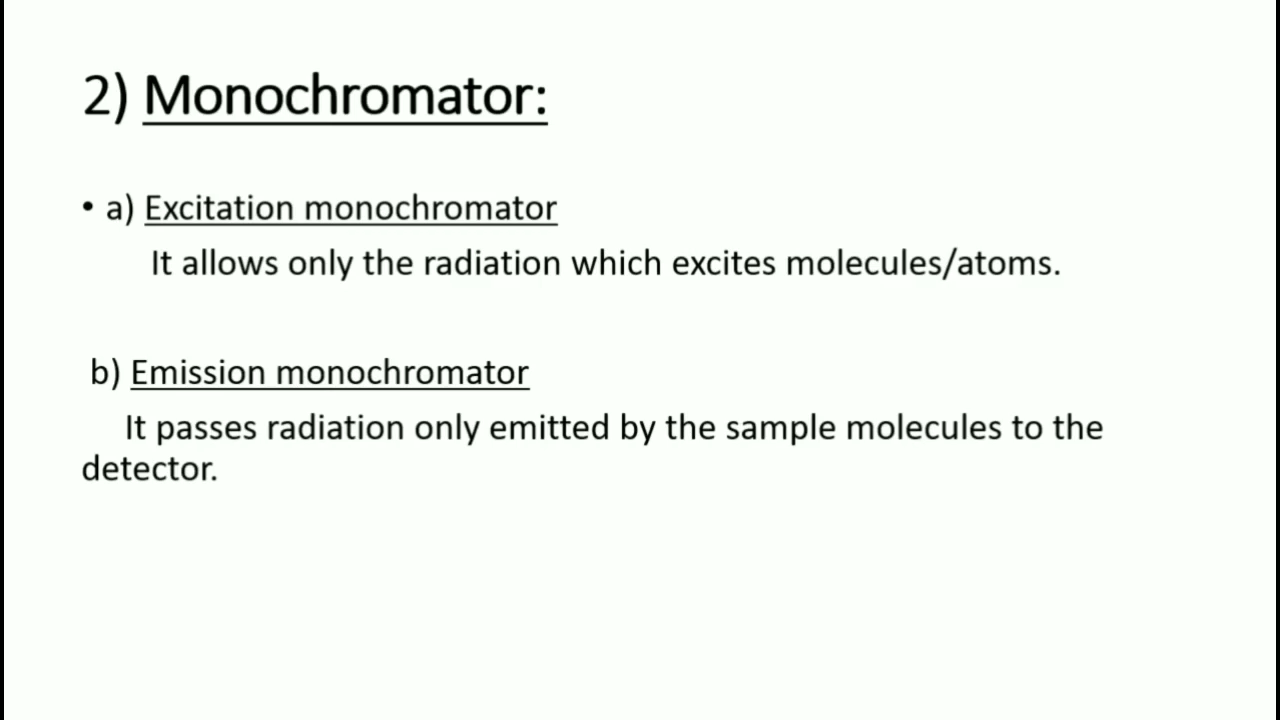 2) Monochromator:
• a) Excitation monochromator
It allows only the radiation which excites molecules/atoms.
b) Emission monochromator
It passes radiation only emitted by the sample molecules to the
detector.